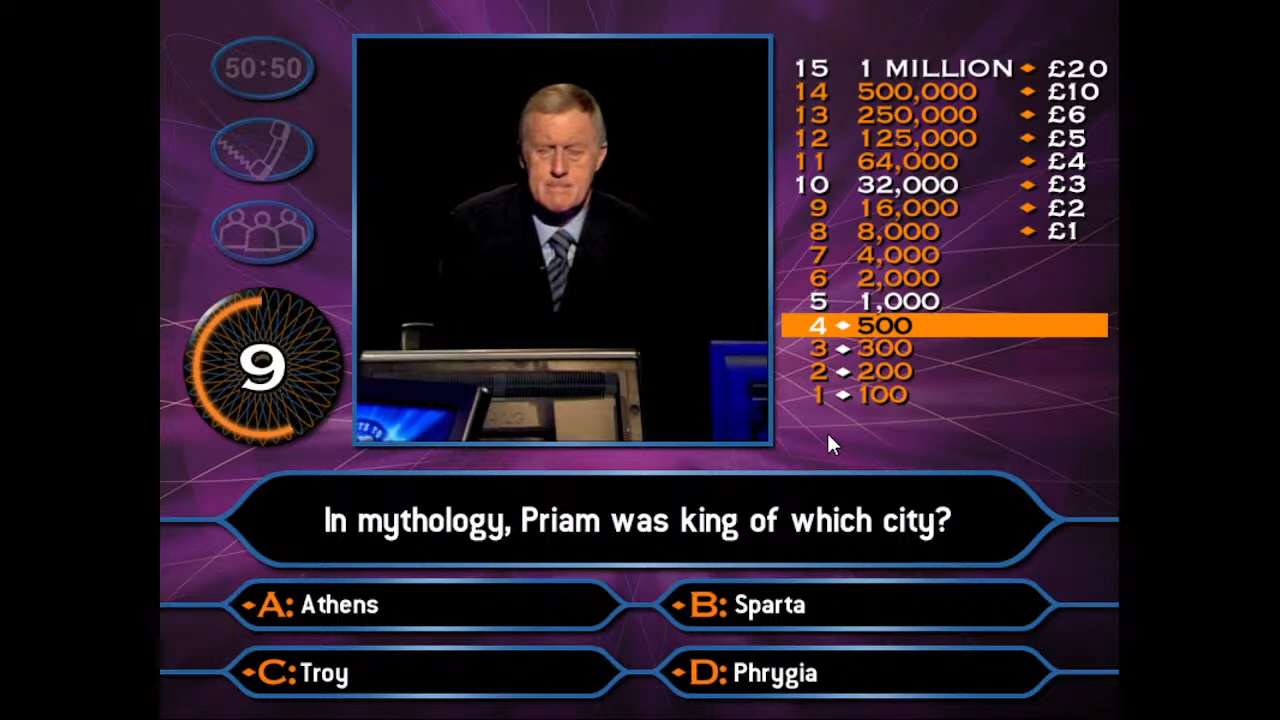 50:50
15 1 MILLION £20
14 500,000 £10
13 250,000 £6
12 125,000 £5
11 64,000 £4
10 32,000 £3
9 16,000 £2
8 8,000 £1
7 4,000
6 2,000
5 1,000
4 500
3 300
2 200
1 100
9
In mythology, Priam was king of which city?
A: Athens
B: Sparta
C: Troy
D: Phrygia